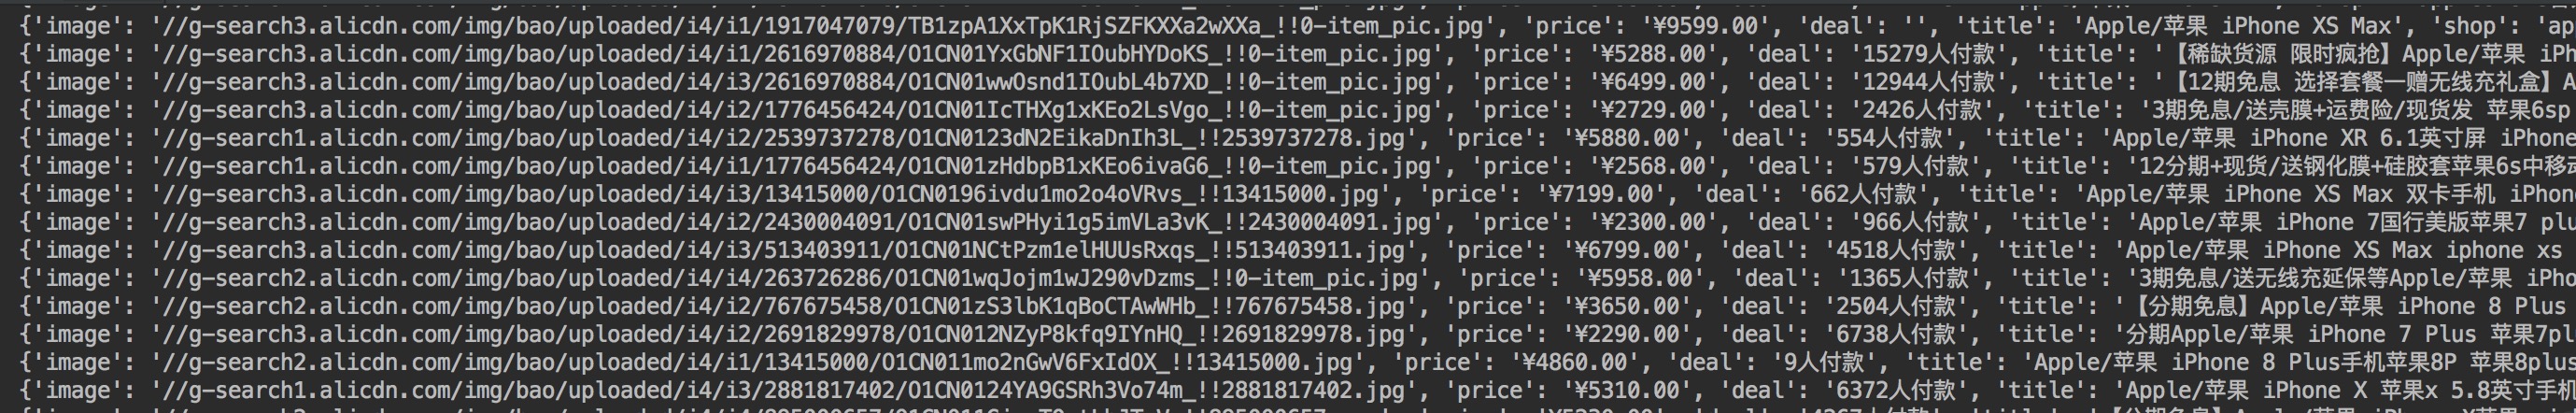 {'image': '//g-search3.alicdn.com/img/bao/uploaded/i4/i1/1917047079/TB1zpA1XxTpK1RjSZFKXXa2wXXa_!!0-item_pic.jpg', 'price': '¥9599.00', 'deal': '', 'title': 'Apple/苹果 iPhone XS Max', 'shop': 'ap
{'image': '//g-search3.alicdn.com/img/bao/uploaded/i4/i1/2616970884/O1CN01YxGbNF1IOubHYDoKS_!!0-item_pic.jpg', 'price': '¥5288.00', 'deal': '15279人付款', 'title': '【稀缺货源 限时疯抢】Apple/苹果 iPh
{'image': '//g-search3.alicdn.com/img/bao/uploaded/i4/i3/2616970884/O1CN01wwOsnd1IOubL4b7XD_!!0-item_pic.jpg', 'price': '¥6499.00', 'deal': '12944人付款', 'title': '【12期免息 选择套餐一赠无线充礼盒】A
{'image': '//g-search3.alicdn.com/img/bao/uploaded/i4/i2/1776456424/O1CN01IcTHXg1xKEo2LsVgo_!!0-item_pic.jpg', 'price': '¥2729.00', 'deal': '2426人付款', 'title': '3期免息/送壳膜+运费险/现货发 苹果6sp
{'image': '//g-search1.alicdn.com/img/bao/uploaded/i4/i2/2539737278/O1CN0123dN2EikaDnIh3L_!!2539737278.jpg', 'price': '¥5880.00', 'deal': '554人付款', 'title': 'Apple/苹果 iPhone XR 6.1英寸屏 iPhone
{'image': '//g-search1.alicdn.com/img/bao/uploaded/i4/i1/1776456424/O1CN01zHdbpB1xKEo6ivaG6_!!0-item_pic.jpg', 'price': '¥2568.00', 'deal': '579人付款', 'title': '12分期+现货/送钢化膜+硅胶套苹果6s中移动
{'image': '//g-search3.alicdn.com/img/bao/uploaded/i4/i3/13415000/O1CN0196ivdu1mo2o4oVRvs_!!13415000.jpg', 'price': '¥7199.00', 'deal': '662人付款', 'title': 'Apple/苹果 iPhone XS Max 双卡手机 iPhon
{'image': '//g-search3.alicdn.com/img/bao/uploaded/i4/i2/2430004091/O1CN01swPHyi1g5imVLa3vK_!!2430004091.jpg', 'price': '¥2300.00', 'deal': '966人付款', 'title': 'Apple/苹果 iPhone 7国行美版苹果7 plu
{'image': '//g-search3.alicdn.com/img/bao/uploaded/i4/i3/513403911/O1CN01NCtPzm1elHUUsRxqs_!!513403911.jpg', 'price': '¥6799.00', 'deal': '4518人付款', 'title': 'Apple/苹果 iPhone XS Max iphone xs
{'image': '//g-search2.alicdn.com/img/bao/uploaded/i4/i4/263726286/O1CN01wqJojm1wJ290vDzms_!!0-item_pic.jpg', 'price': '¥5958.00', 'deal': '1365人付款', 'title': '3期免息/送无线充延保等Apple/苹果 iPho
{'image': '//g-search2.alicdn.com/img/bao/uploaded/i4/i2/767675458/O1CN01zS3lbK1qBoCTAwWHb_!!767675458.jpg', 'price': '¥3650.00', 'deal': '2504人付款', 'title': '【分期免息】Apple/苹果 iPhone 8 Plus
{'image': '//g-search3.alicdn.com/img/bao/uploaded/i4/i2/2691829978/O1CN012NZyP8kfq9IYnHQ_!!2691829978.jpg', 'price': '¥2290.00', 'deal': '6738人付款', 'title': '分期Apple/苹果 iPhone 7 Plus 苹果7pl
{'image': '//g-search2.alicdn.com/img/bao/uploaded/i4/i1/13415000/O1CN011mo2nGwV6FxIdOX_!!13415000.jpg', 'price': '¥4860.00', 'deal': '9人付款', 'title': 'Apple/苹果 iPhone 8 Plus手机苹果8P 苹果8plus
{'image': '//g-search1.alicdn.com/img/bao/uploaded/i4/i3/2881817402/O1CN0124YA9GSRh3Vo74m_!!2881817402.jpg', 'price': '¥5310.00', 'deal': '6372人付款', 'title': 'Apple/苹果 iPhone X 苹果x 5.8英寸手机